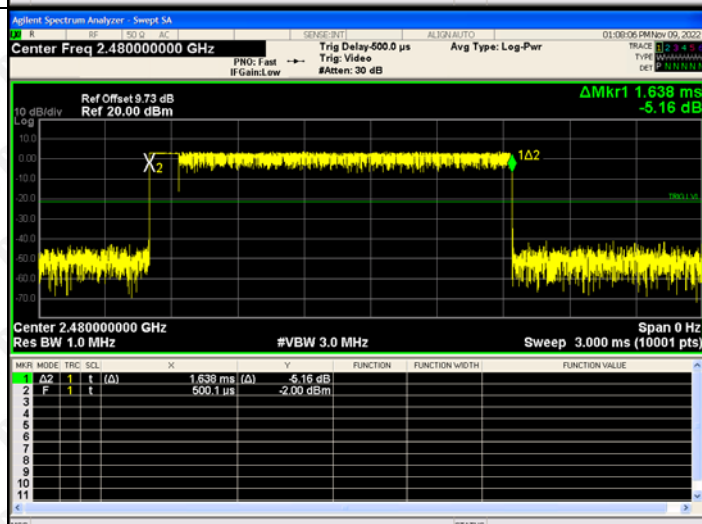 Agilent Spectrum Analyzer - Swept SA
R RF 50 Ω AC SENSE:INT ALIGN AUTO 01:08:06 PM Nov 09, 2022
Center Freq 2.480000000 GHz
PNO: Fast
IFGain:Low
Trig Delay-500.0 µs
Trig: Video
#Atten: 30 dB
Avg Type: Log-Pwr
TRACE 1 2 3 4 5 6
TYPE
DET P N N N N N
ΔMkr1 1.638 ms
-5.16 dB
Ref Offset 9.73 dB
10 dB/div Ref 20.00 dBm
Log
10.0
0.00
-10.0
-20.0
-30.0
-40.0
-50.0
-60.0
-70.0
X2
1Δ2
TRIG LVL
Center 2.480000000 GHz Span 0 Hz
Res BW 1.0 MHz #VBW 3.0 MHz Sweep 3.000 ms (10001 pts)
MKR MODE TRC SCL X Y FUNCTION FUNCTION WIDTH FUNCTION VALUE
1 Δ2 1 t (Δ) 1.638 ms (Δ) -5.16 dB
2 F 1 t 500.1 µs -2.00 dBm
3
4
5
6
7
8
9
10
11